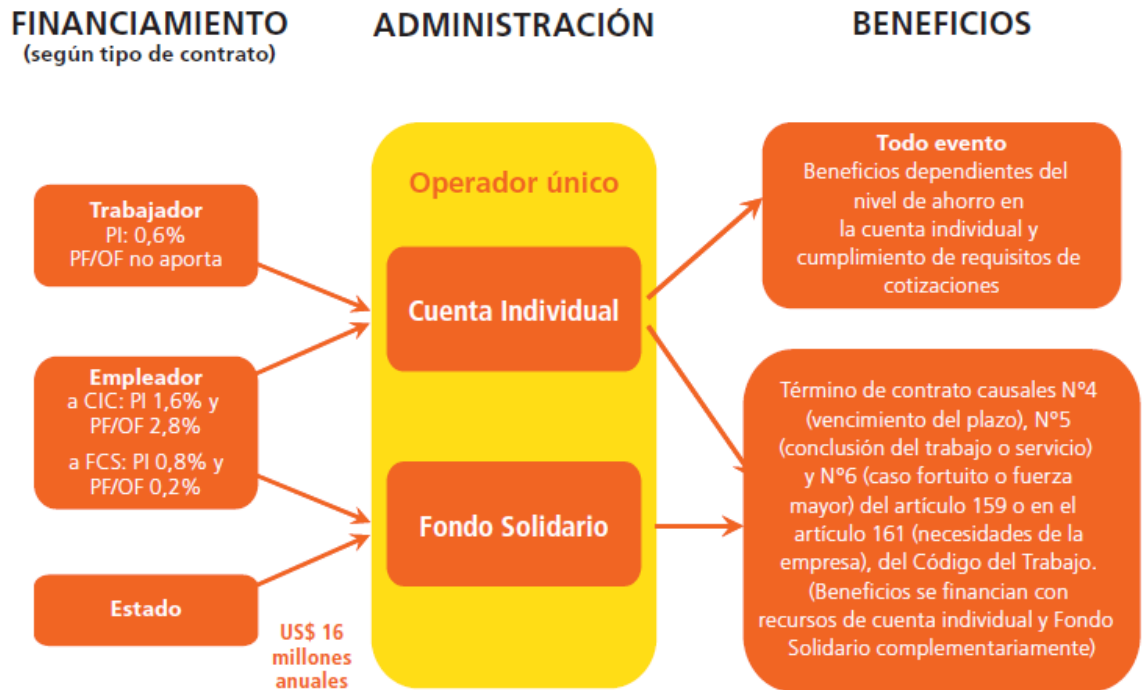 FINANCIAMIENTO
(según tipo de contrato)
ADMINISTRACIÓN
BENEFICIOS
Trabajador
PI: 0,6%
PF/OF no aporta
Empleador
a CIC: PI 1,6% y
PF/OF 2,8%
a FCS: PI 0,8% y
PF/OF 0,2%
Estado
US$ 16
millones
anuales
Operador único
Cuenta Individual
Fondo Solidario
Todo evento
Beneficios dependientes del
nivel de ahorro en
la cuenta individual y
cumplimiento de requisitos de
cotizaciones
Término de contrato causales Nº4
(vencimiento del plazo), Nº5
(conclusión del trabajo o servicio)
y Nº6 (caso fortuito o fuerza
mayor) del artículo 159 o en el
artículo 161 (necesidades de la
empresa), del Código del Trabajo.
(Beneficios se financian con
recursos de cuenta individual y Fondo
Solidario complementariamente)